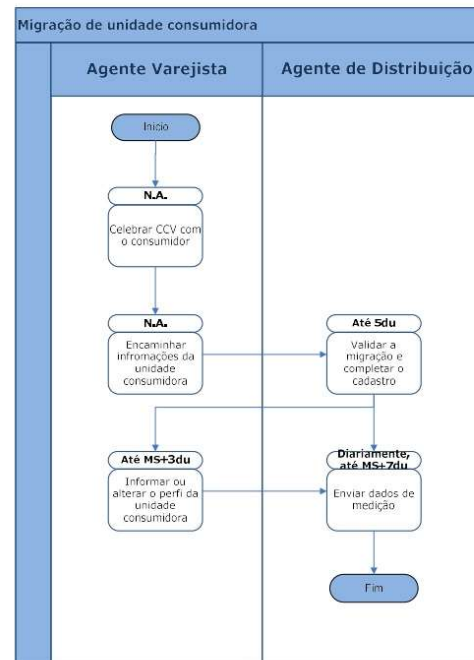 Migração de unidade consumidora
Agente Varejista
Agente de Distribuição
Inicio
N.A.
Celebrar CCV com
o consumidor
N.A.
Encaminhar
infromações da
unidade
consumidora
Até 5du
Validar a
migração e
completar o
cadastro
Até MS+3du
Informar ou
alterar o perfi da
unidade
consumidora
Diariamente,
até MS+7du
Enviar dados de
medição
Fim